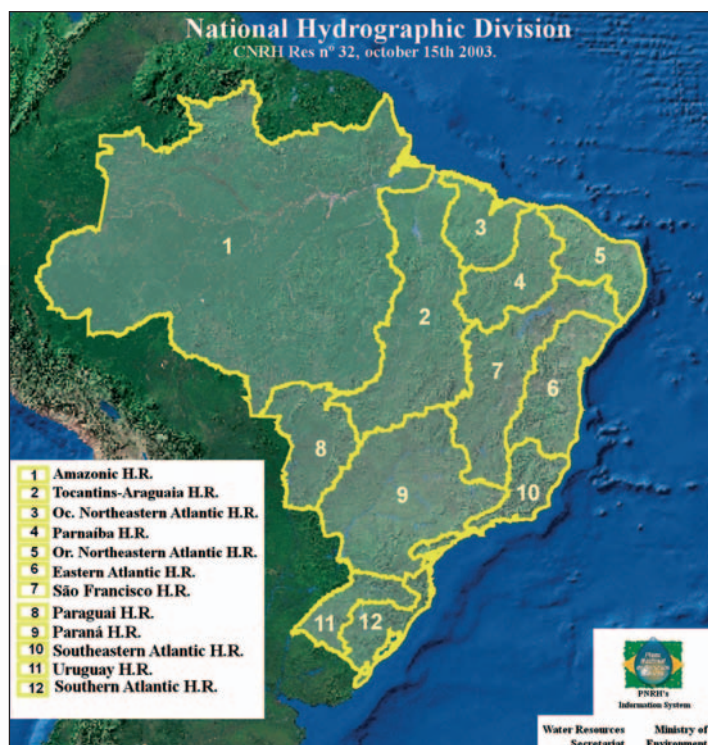 National Hydrographic Division
CNRH Res nº 32, october 15th 2003.
1
2
3
4
5
6
7
8
9
10
11
12
1 Amazonic H.R.
2 Tocantins-Araguaia H.R.
3 Oc. Northeastern Atlantic H.R.
4 Parnaíba H.R.
5 Or. Northeastern Atlantic H.R.
6 Eastern Atlantic H.R.
7 São Francisco H.R.
8 Paraguai H.R.
9 Paraná H.R.
10 Southeastern Atlantic H.R.
11 Uruguay H.R.
12 Southern Atlantic H.R.
PNRH's
Information System
Water Resources Ministry of
Secretariat Environment